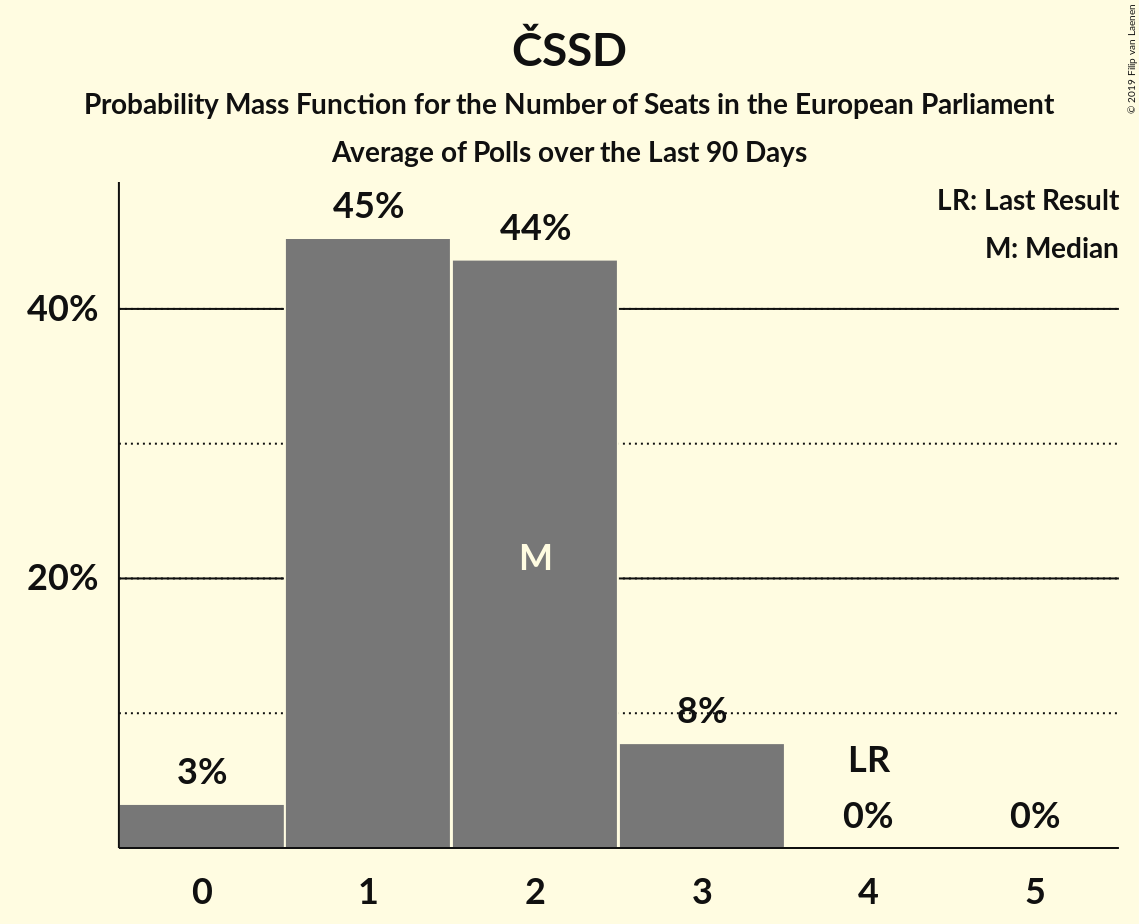 ČSSD
Probability Mass Function for the Number of Seats in the European Parliament
Average of Polls over the Last 90 Days
© 2019 Filip van Laenen
LR: Last Result
M: Median
45%
44%
40%
M
20%
8%
3%
LR
0%
0%
0 1 2 3 4 5